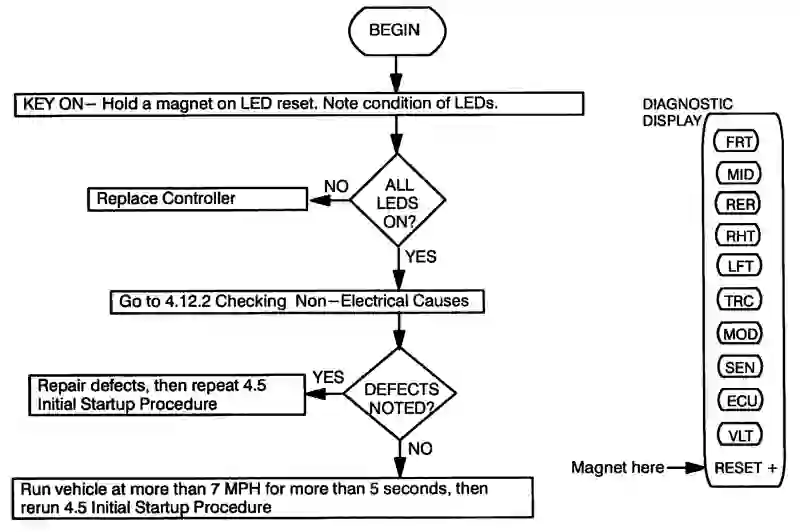 BEGIN
KEY ON— Hold a magnet on LED reset. Note condition of LEDs.
ALL
LEDS
ON?
NO
Replace Controller
YES
Go to 4.12.2 Checking Non—Electrical Causes
DEFECTS
NOTED?
YES
Repair defects, then repeat 4.5
Initial Startup Procedure
NO
Run vehicle at more than 7 MPH for more than 5 seconds, then
rerun 4.5 Initial Startup Procedure
DIAGNOSTIC
DISPLAY
FRT
MID
RER
RHT
LFT
TRC
MOD
SEN
ECU
VLT
Magnet here
RESET +